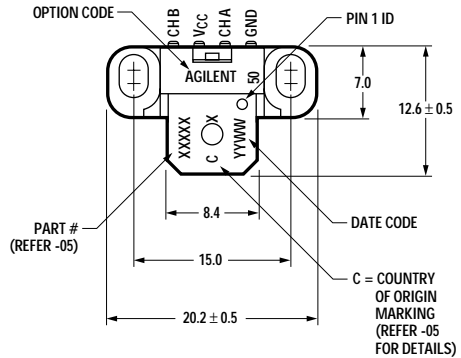 OPTION CODE
CHB
VCC
CHA
GND
PIN 1 ID
AGILENT
50
7.0
12.6 ± 0.5
XXXXX
C X
YYWW
PART #
(REFER -05)
8.4
DATE CODE
15.0
C = COUNTRY
OF ORIGIN
MARKING
(REFER -05
FOR DETAILS)
20.2 ± 0.5